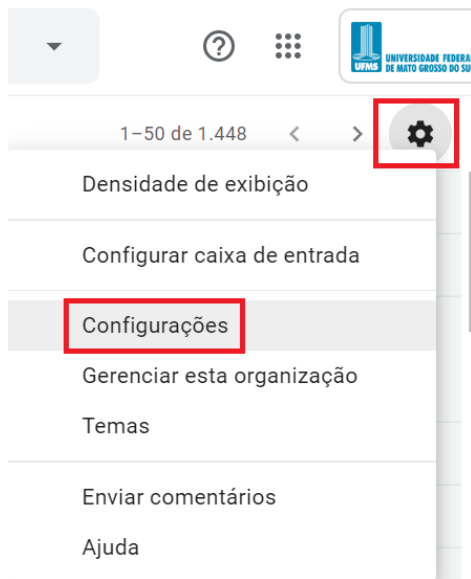 UFMS
UNIVERSIDADE FEDERA
DE MATO GROSSO DO SU
1–50 de 1.448
Densidade de exibição
Configurar caixa de entrada
Configurações
Gerenciar esta organização
Temas
Enviar comentários
Ajuda